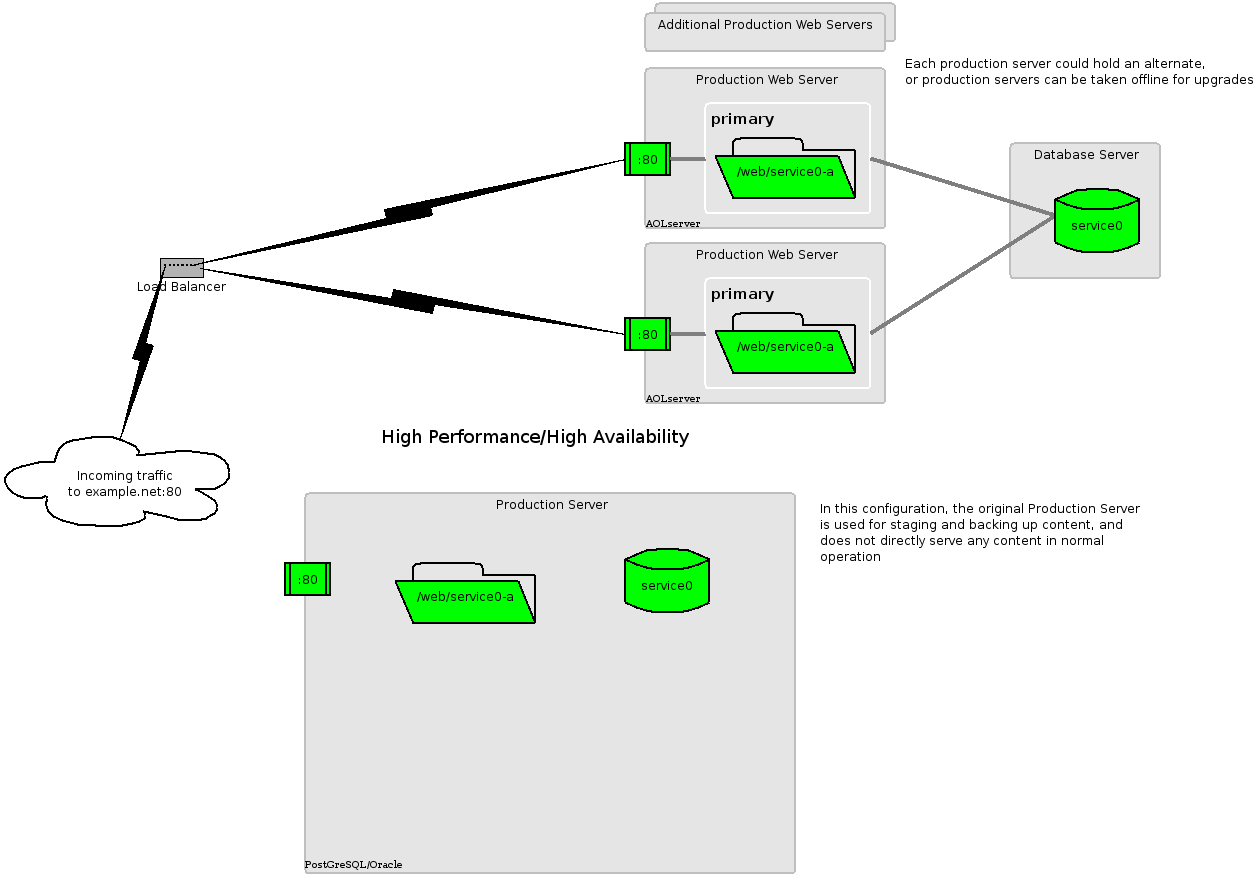 Additional Production Web Servers
Each production server could hold an alternate,
or production servers can be taken offline for upgrades
Production Web Server
primary
:80
/web/service0-a
AOLserver
Database Server
service0
Production Web Server
primary
:80
/web/service0-a
AOLserver
Load Balancer
Incoming traffic
to example.net:80
High Performance/High Availability
Production Server
:80
/web/service0-a
service0
PostGreSQL/Oracle
In this configuration, the original Production Server
is used for staging and backing up content, and
does not directly serve any content in normal
operation